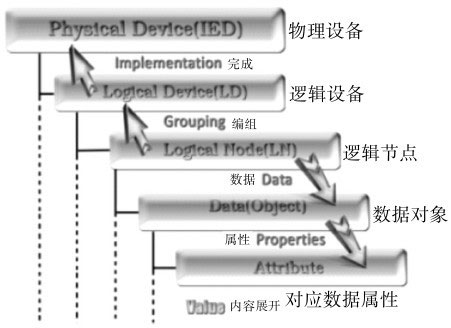 Physical Device(IED) 物理设备
Implementation 完成
Logical Device(LD) 逻辑设备
Grouping 编组
Logical Node(LN) 逻辑节点
数据 Data
Data(Object) 数据对象
属性 Properties
Attribute
Value 内容展开 对应数据属性